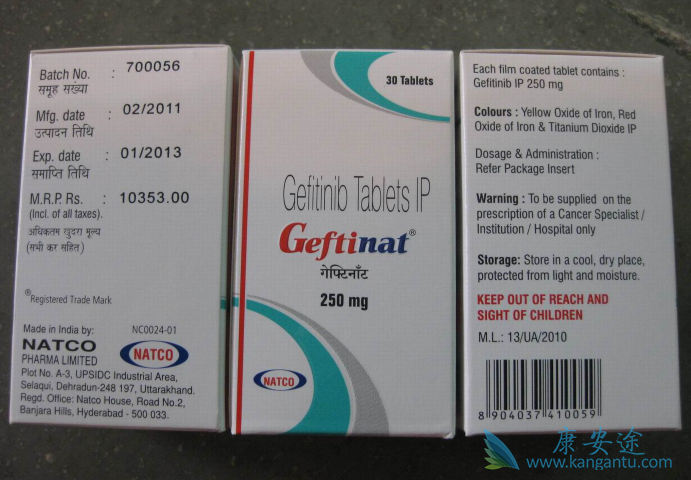 Batch No. : 700056
समूह संख्या
Mfg. date : 02/2011
उत्पादन तिथि
Exp. date : 01/2013
समाप्ति तिथि
M.R.P. Rs. : 10353.00
(Incl. of all taxes).
अधिकतम खुदरा मूल्य
(सभी कर सहित)
®Registered Trade Mark
Made in India by: NC0024-01
NATCO
PHARMA LIMITED
NATCO
Plot No. A-3, UPSIDC Industrial Area,
Selaqui, Dehradun-248 197, Uttarakhand.
Regd. Office: Natco House, Road No.2,
Banjara Hills, Hyderabad - 500 033.
30 Tablets
Gefitinib Tablets IP
Geftinat®
गेफ्टिनॅाट
250 mg
NATCO
Each film coated tablet contains :
Gefitinib IP 250 mg
Colours : Yellow Oxide of Iron, Red
Oxide of Iron & Titanium Dioxide IP
Dosage & Administration :
Refer Package Insert
Warning : To be supplied on the
prescription of a Cancer Specialist /
Institution / Hospital only
Storage: Store in a cool, dry place,
protected from light and moisture.
KEEP OUT OF REACH AND
SIGHT OF CHILDREN
M.L.: 13/UA/2010
8 904037 410059
康安途
www.kangantu.com